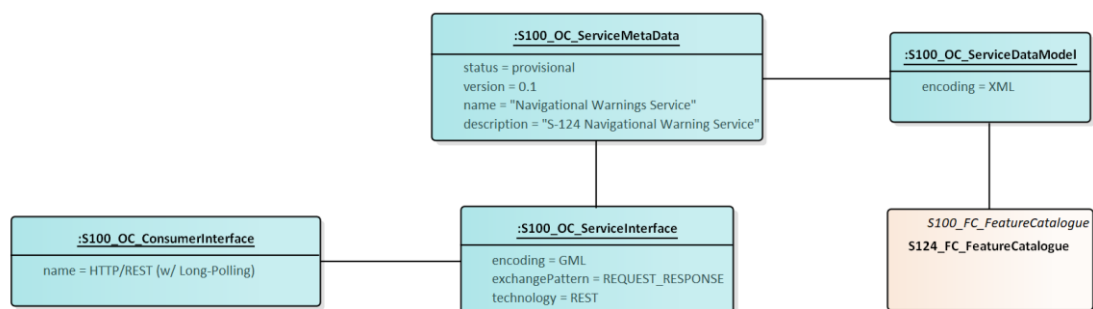 :S100_OC_ServiceMetaData
status = provisional
version = 0.1
name = "Navigational Warnings Service"
description = "S-124 Navigational Warning Service"
:S100_OC_ServiceDataModel
encoding = XML
:S100_OC_ConsumerInterface
name = HTTP/REST (w/ Long-Polling)
:S100_OC_ServiceInterface
encoding = GML
exchangePattern = REQUEST_RESPONSE
technology = REST
S100_FC_FeatureCatalogue
S124_FC_FeatureCatalogue